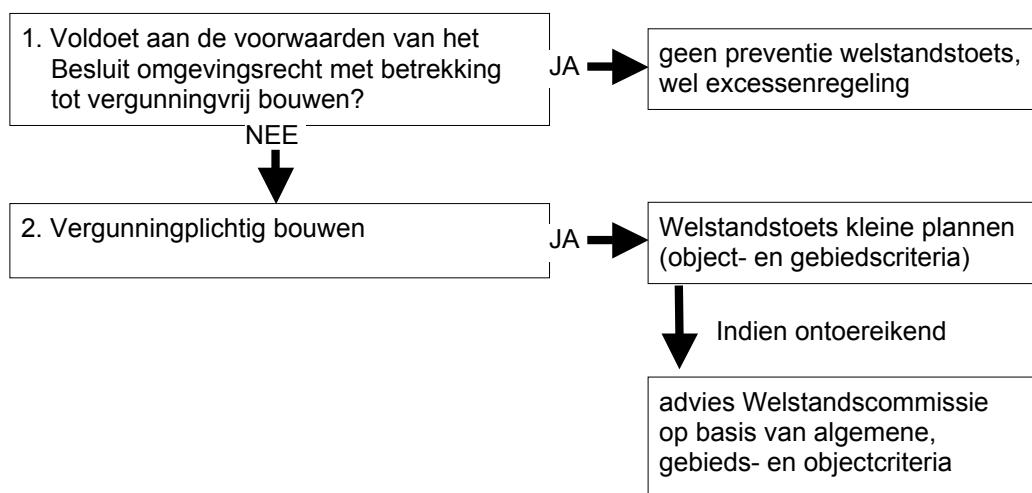 1. Voldoet aan de voorwaarden van het
Besluit omgevingsrecht met betrekking
tot vergunningvrij bouwen?
JA
geen preventie welstandstoets,
wel excessenregeling
NEE
2. Vergunningplichtig bouwen
JA
Welstandstoets kleine plannen
(object- en gebiedscriteria)
Indien ontoereikend
advies Welstandscommissie
op basis van algemene,
gebieds- en objectcriteria